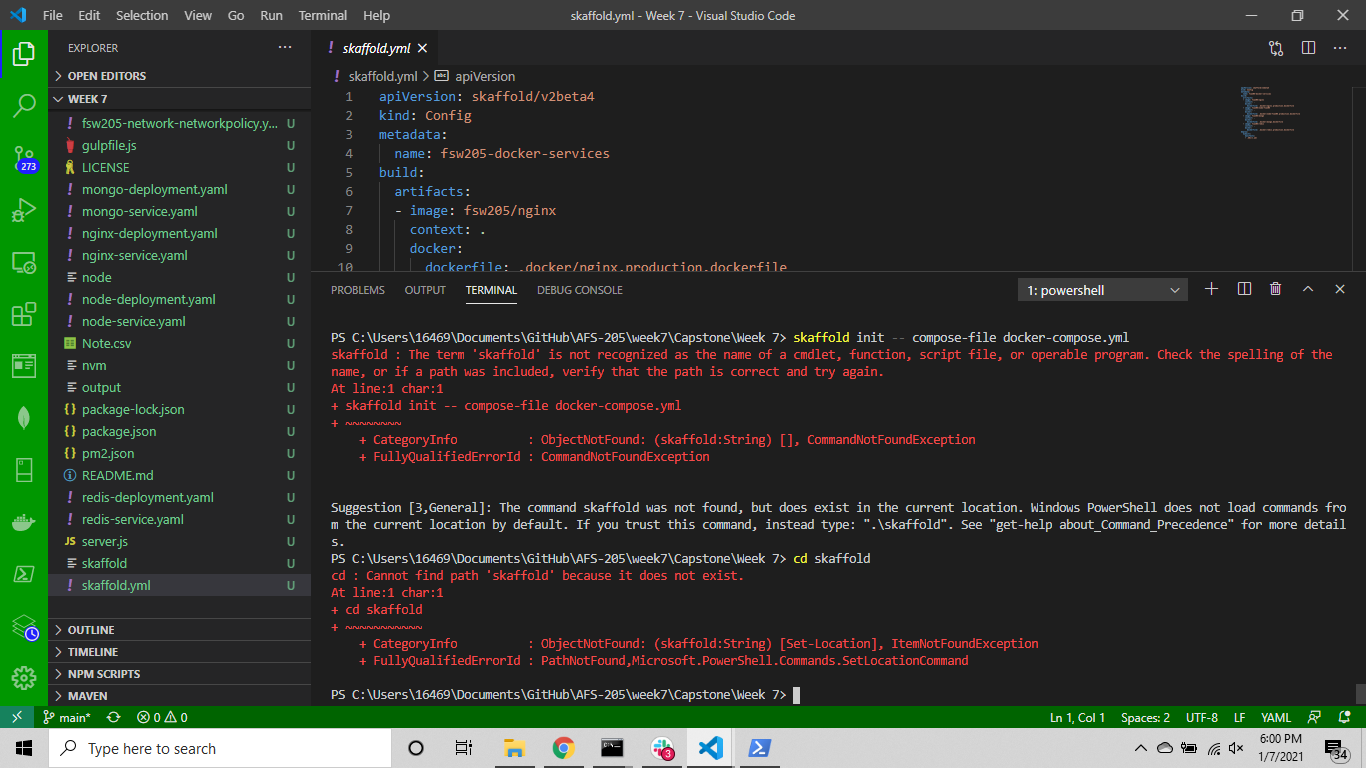 File Edit Selection View Go Run Terminal Help
skaffold.yml - Week 7 - Visual Studio Code
EXPLORER
OPEN EDITORS
WEEK 7
fsw205-network-networkpolicy.y... U
gulpfile.js U
LICENSE U
mongo-deployment.yaml U
mongo-service.yaml U
nginx-deployment.yaml U
nginx-service.yaml U
node U
node-deployment.yaml U
node-service.yaml U
Note.csv U
nvm U
output U
package-lock.json U
package.json U
pm2.json U
README.md U
redis-deployment.yaml U
redis-service.yaml U
JS server.js U
skaffold U
skaffold.yml U
OUTLINE
TIMELINE
NPM SCRIPTS
MAVEN
273
! skaffold.yml
! skaffold.yml > abc apiVersion
1 apiVersion: skaffold/v2beta4
2 kind: Config
3 metadata:
4 name: fsw205-docker-services
5 build:
6 artifacts:
7 - image: fsw205/nginx
8 context: .
9 docker:
10 dockerfile: .docker/nginx.production.dockerfile
PROBLEMS OUTPUT TERMINAL DEBUG CONSOLE
1: powershell
PS C:\Users\16469\Documents\GitHub\AFS-205\week7\Capstone\Week 7> skaffold init -- compose-file docker-compose.yml
skaffold : The term 'skaffold' is not recognized as the name of a cmdlet, function, script file, or operable program. Check the spelling of the
name, or if a path was included, verify that the path is correct and try again.
At line:1 char:1
+ skaffold init -- compose-file docker-compose.yml
+ ~~~~~~~~
+ CategoryInfo : ObjectNotFound: (skaffold:String) [], CommandNotFoundException
+ FullyQualifiedErrorId : CommandNotFoundException
Suggestion [3,General]: The command skaffold was not found, but does exist in the current location. Windows PowerShell does not load commands fro
m the current location by default. If you trust this command, instead type: ".\skaffold". See "get-help about_Command_Precedence" for more detail
s.
PS C:\Users\16469\Documents\GitHub\AFS-205\week7\Capstone\Week 7> cd skaffold
cd : Cannot find path 'skaffold' because it does not exist.
At line:1 char:1
+ cd skaffold
+ ~~~~~~~~~~~
+ CategoryInfo : ObjectNotFound: (skaffold:String) [Set-Location], ItemNotFoundException
+ FullyQualifiedErrorId : PathNotFound,Microsoft.PowerShell.Commands.SetLocationCommand
PS C:\Users\16469\Documents\GitHub\AFS-205\week7\Capstone\Week 7>
main* 0 0
Ln 1, Col 1 Spaces: 2 UTF-8 LF YAML
Type here to search
3
6:00 PM
1/7/2021
34